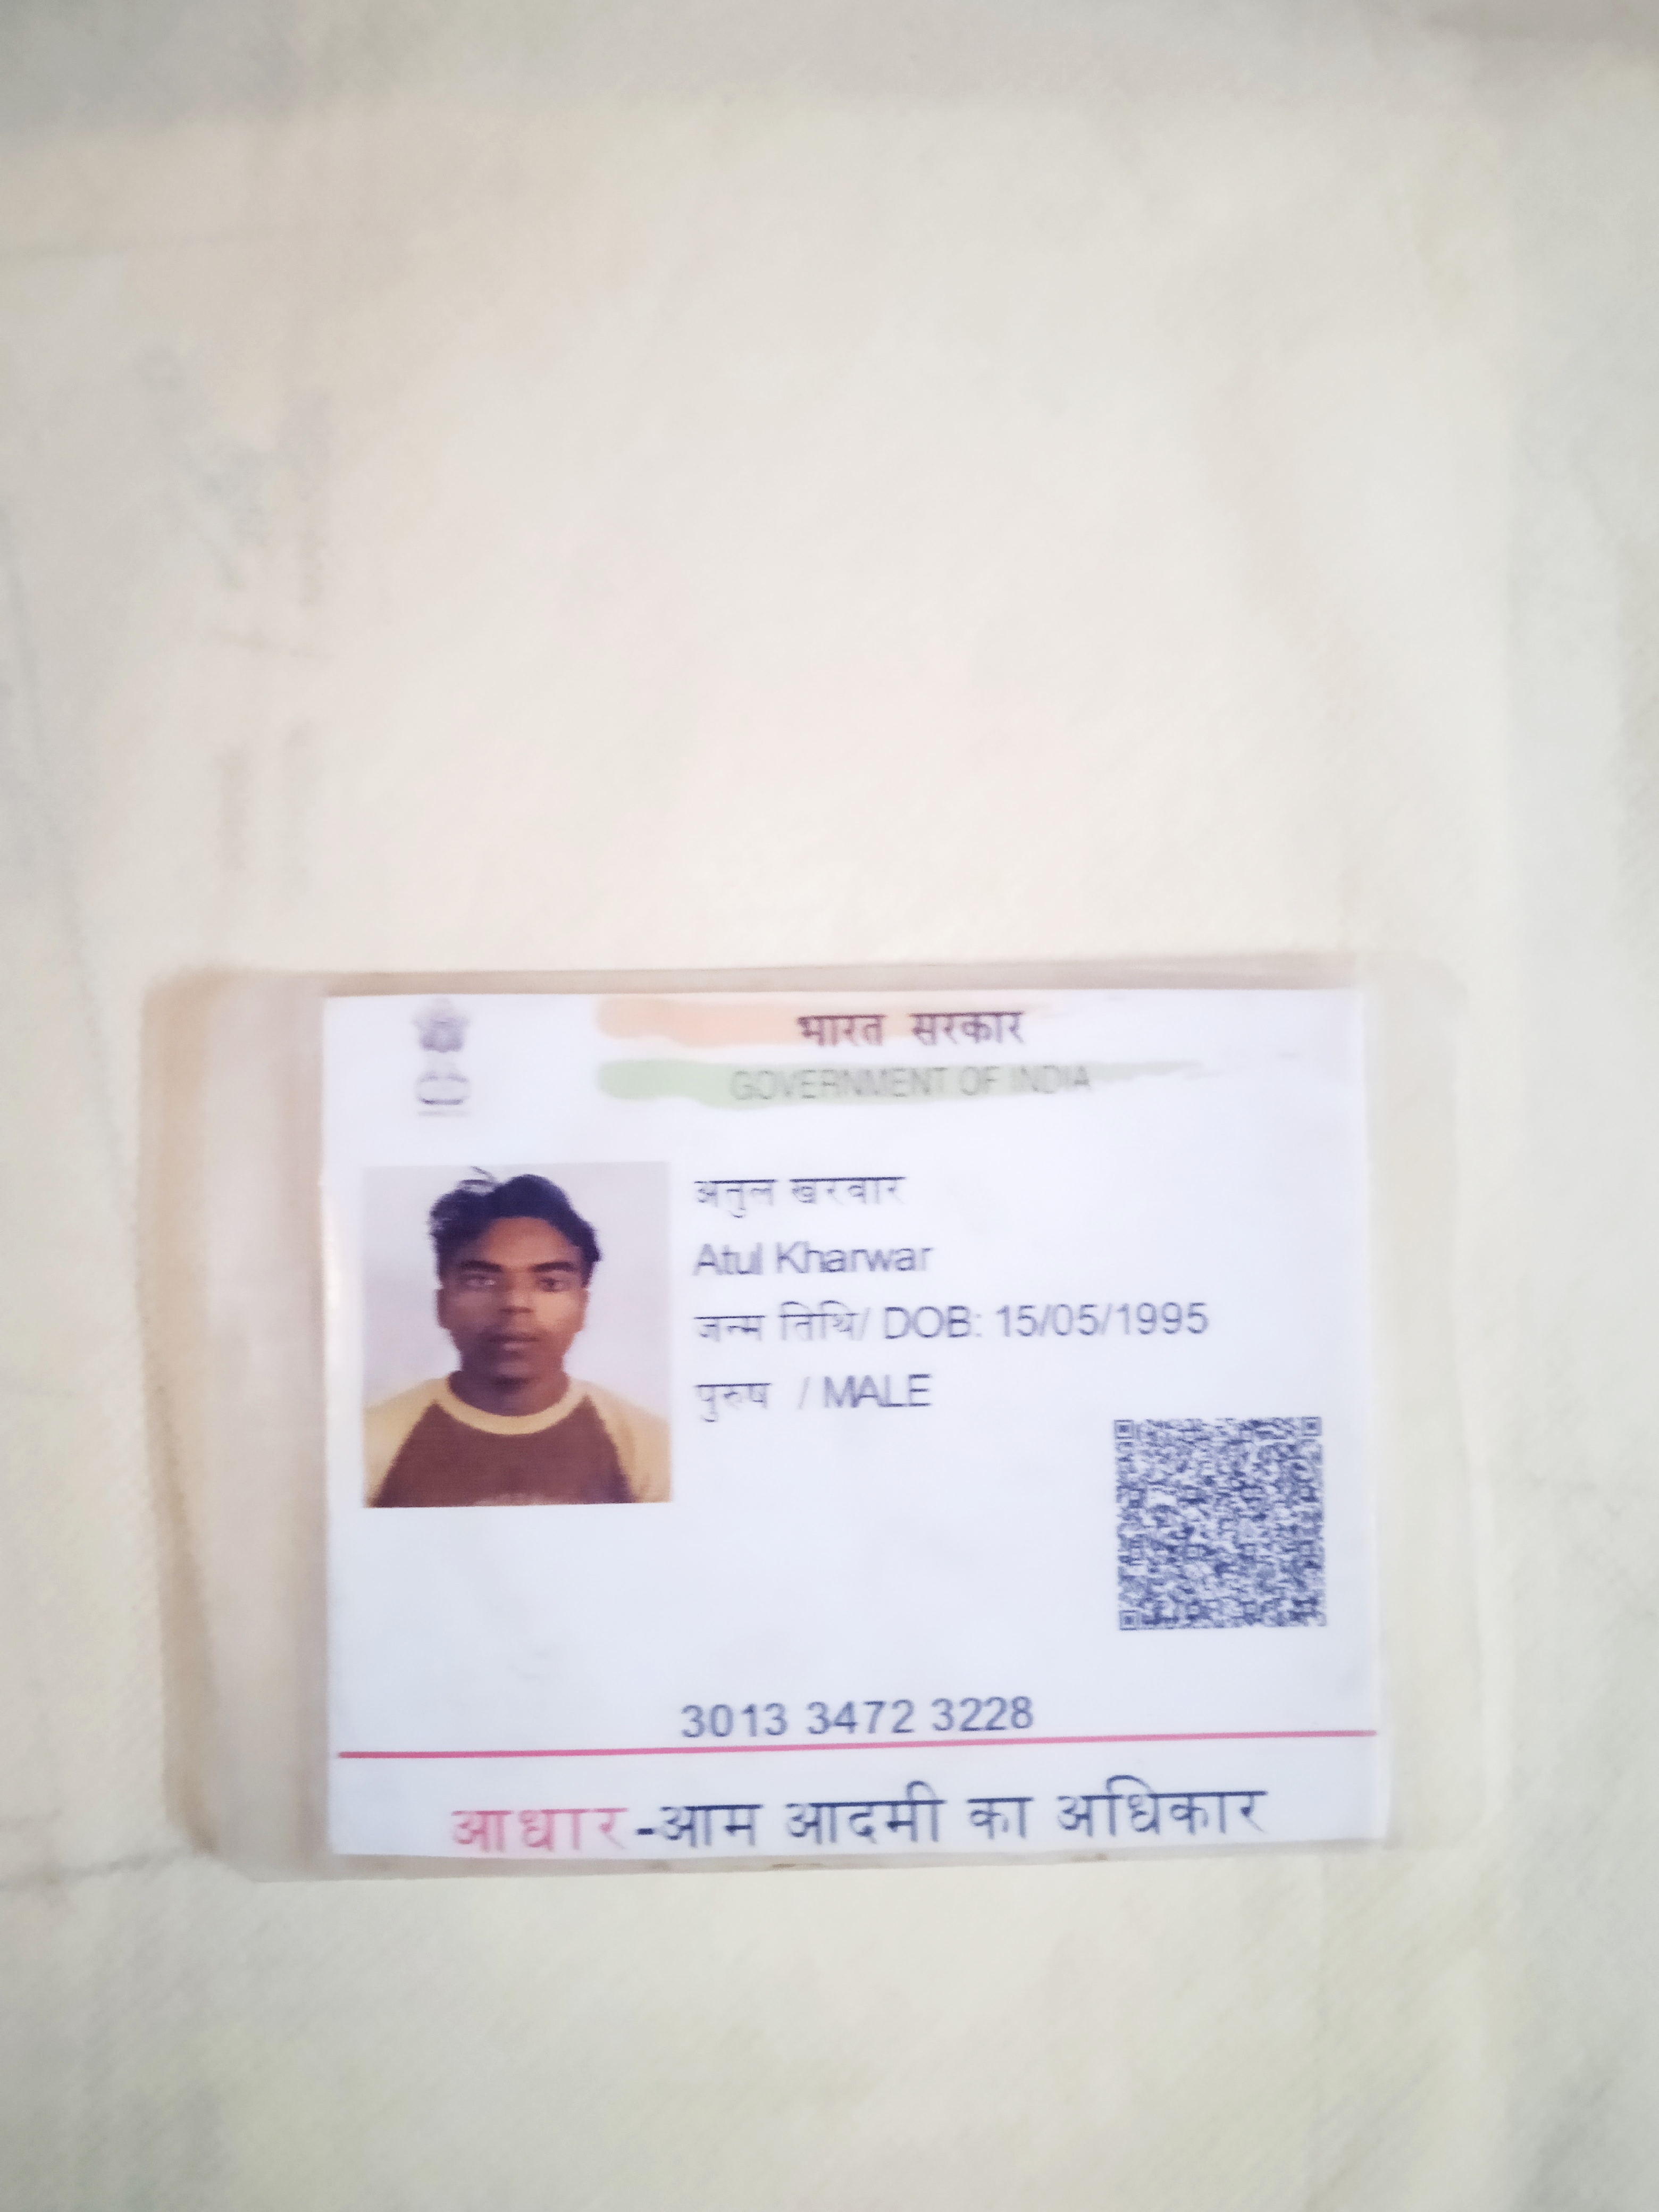 भारत सरकार
GOVERNMENT OF INDIA
अतुल खरवार
Atul Kharwar
जन्म तिथि/ DOB: 15/05/1995
पुरुष / MALE
3013 3472 3228
आधार-आम आदमी का अधिकार